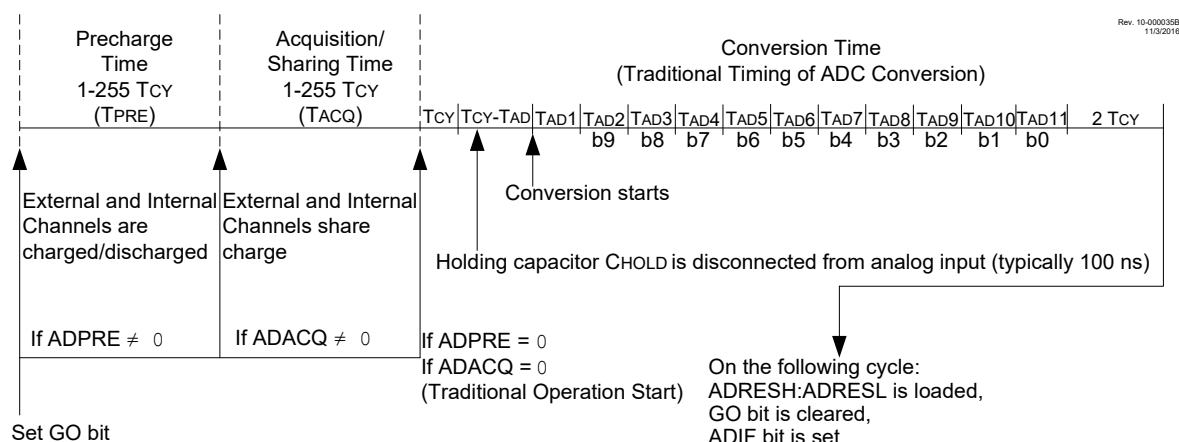 Rev. 10-000035B
11/3/2016
Precharge
Time
1-255 TCY
(TPRE)
Acquisition/
Sharing Time
1-255 TCY
(TACQ)
Conversion Time
(Traditional Timing of ADC Conversion)
TCY TCY-TAD TAD1 TAD2 TAD3 TAD4 TAD5 TAD6 TAD7 TAD8 TAD9 TAD10 TAD11 2 TCY
b9 b8 b7 b6 b5 b4 b3 b2 b1 b0
Conversion starts
External and Internal
Channels are
charged/discharged
External and Internal
Channels share
charge
Holding capacitor CHOLD is disconnected from analog input (typically 100 ns)
If ADPRE ≠ 0
If ADACQ ≠ 0
If ADPRE = 0
If ADACQ = 0
(Traditional Operation Start)
On the following cycle:
ADRESH:ADRESL is loaded,
GO bit is cleared,
ADIF bit is set
Set GO bit